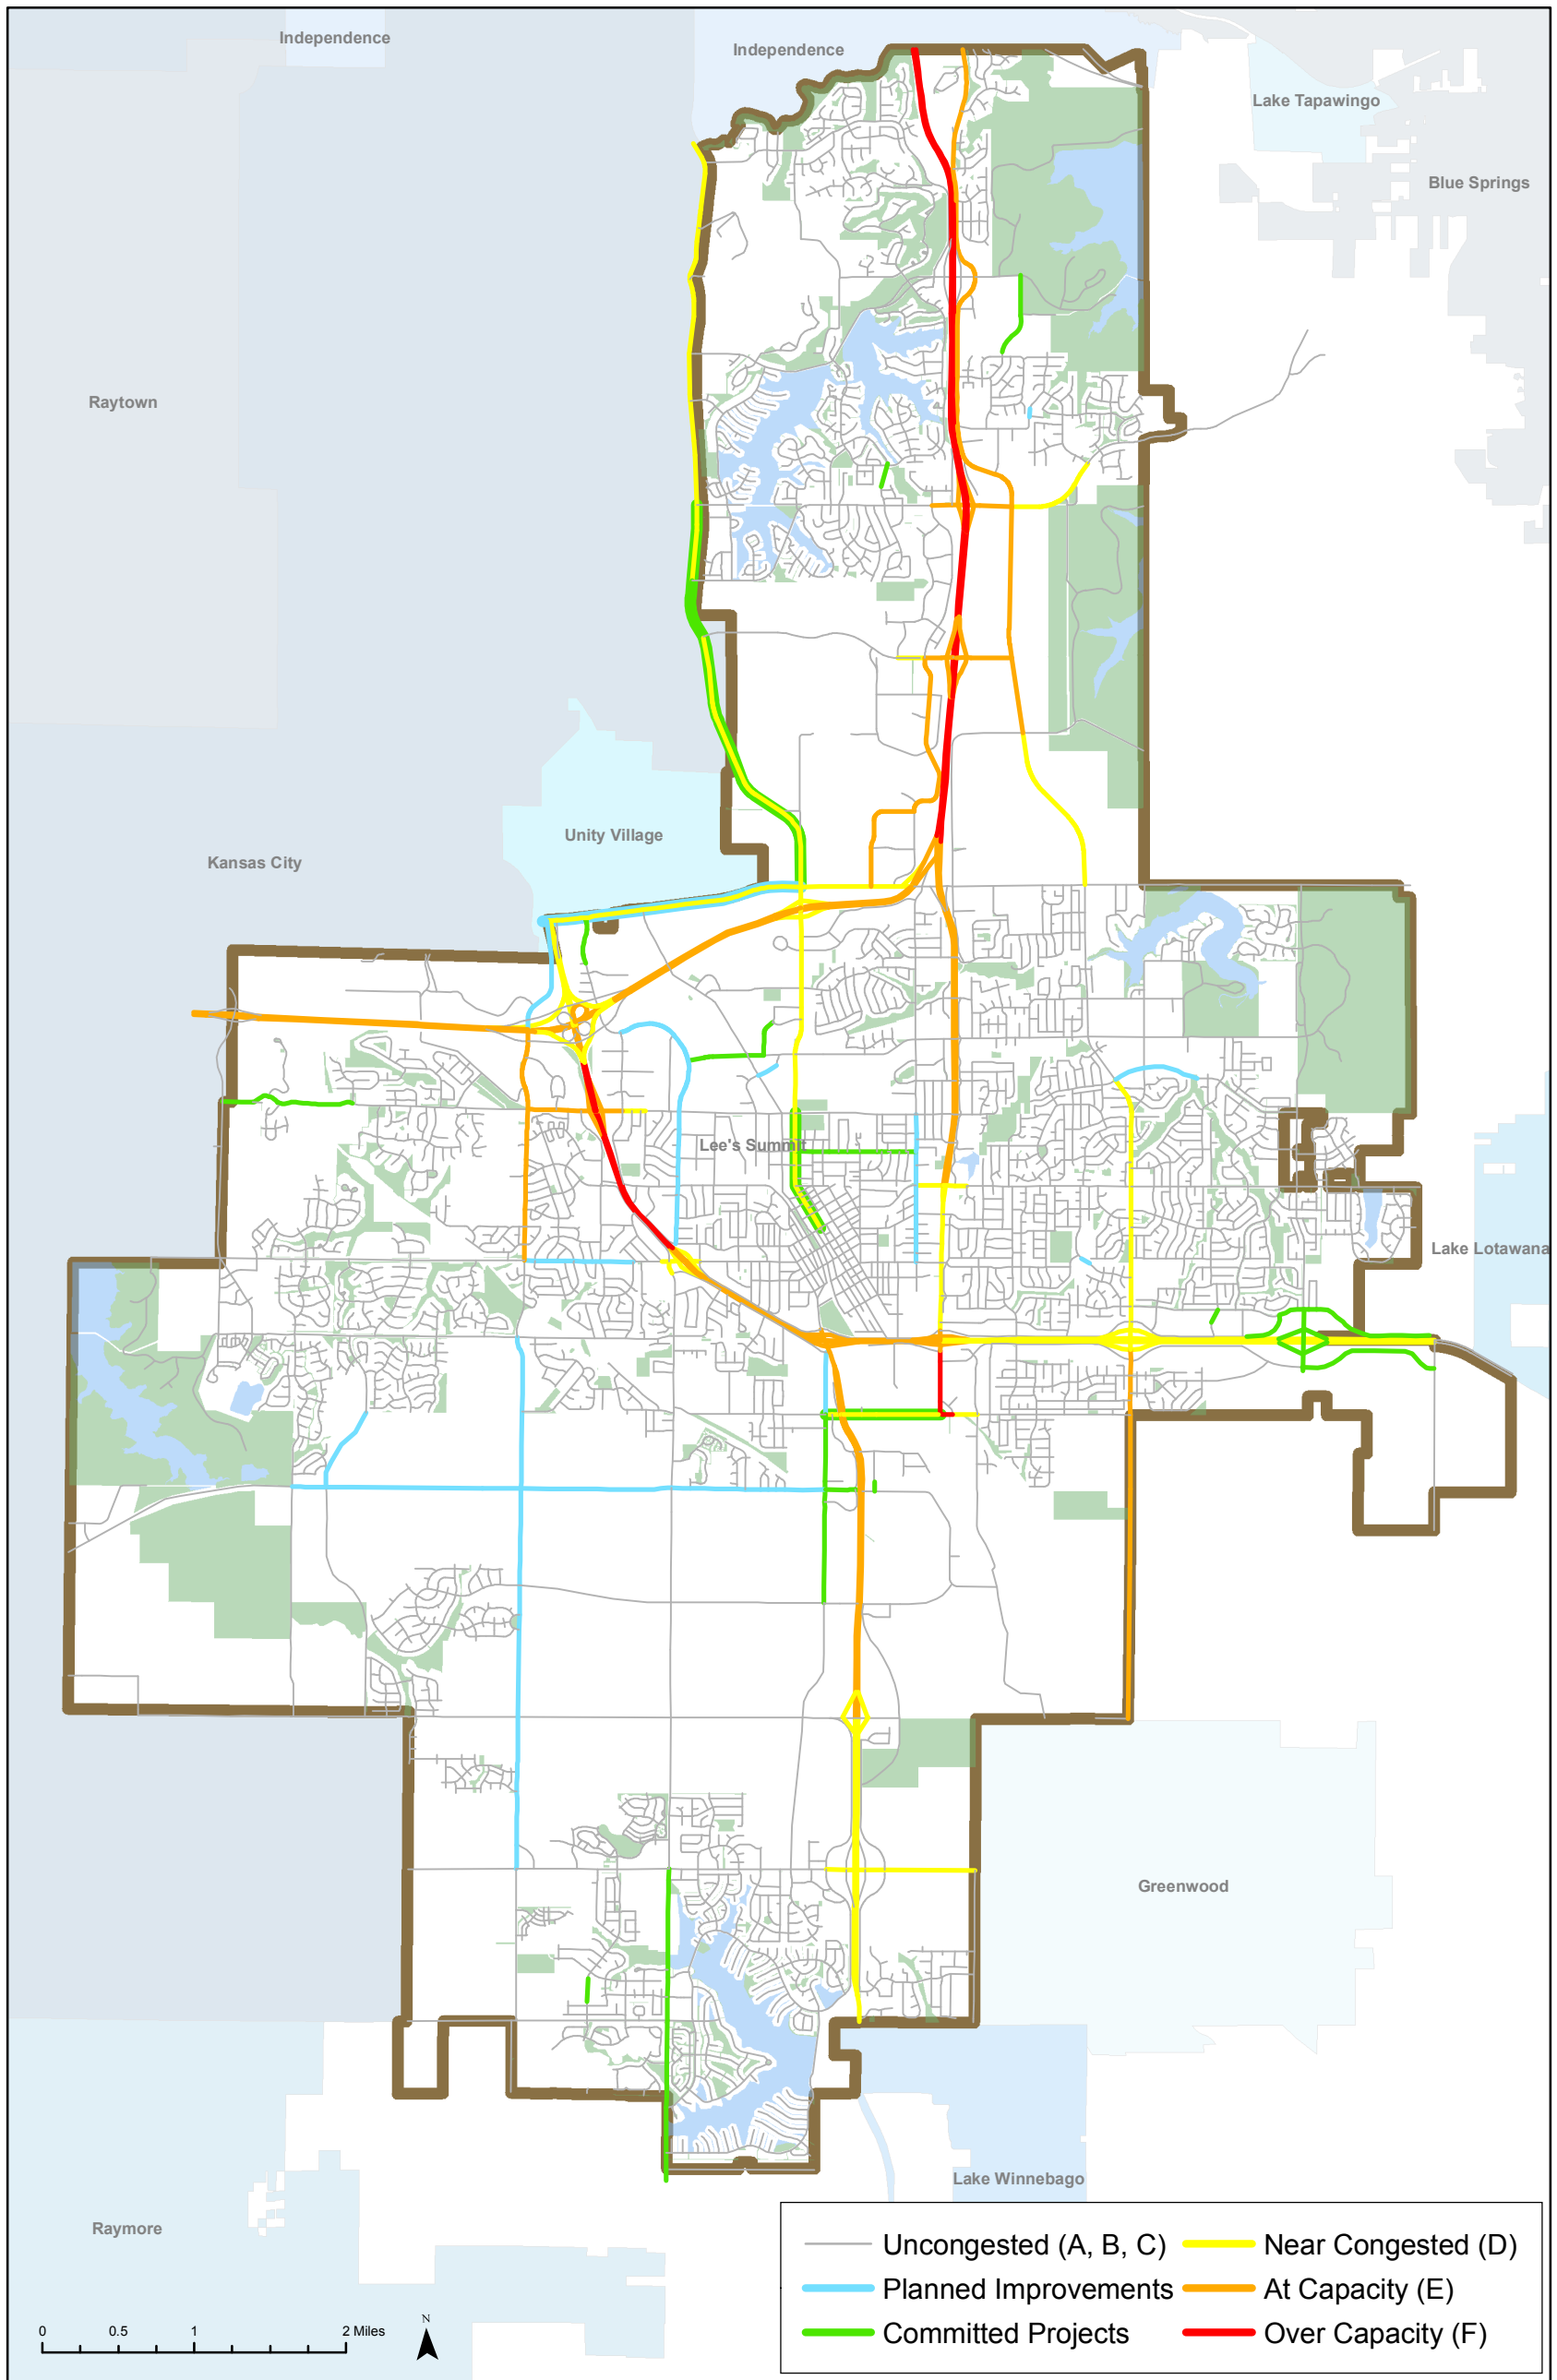 Independence
Independence
Lake Tapawingo
Blue Springs
Raytown
Unity Village
Kansas City
Lee's Summit
Lake Lotawana
Greenwood
Lake Winnebago
Raymore
Uncongested (A, B, C)
Near Congested (D)
Planned Improvements
At Capacity (E)
Committed Projects
Over Capacity (F)
0 0.5 1 2 Miles
N